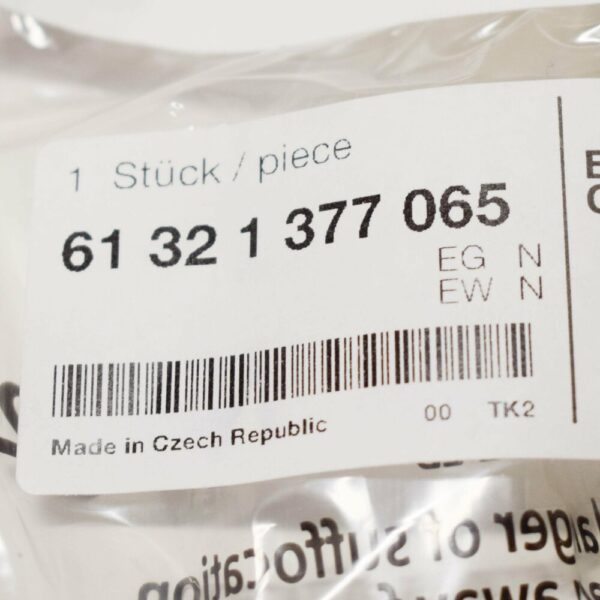 1 Stück / piece
61 32 1 377 065
EG N
EW N
Made in Czech Republic
00 TK2
danger of suffocation
away f